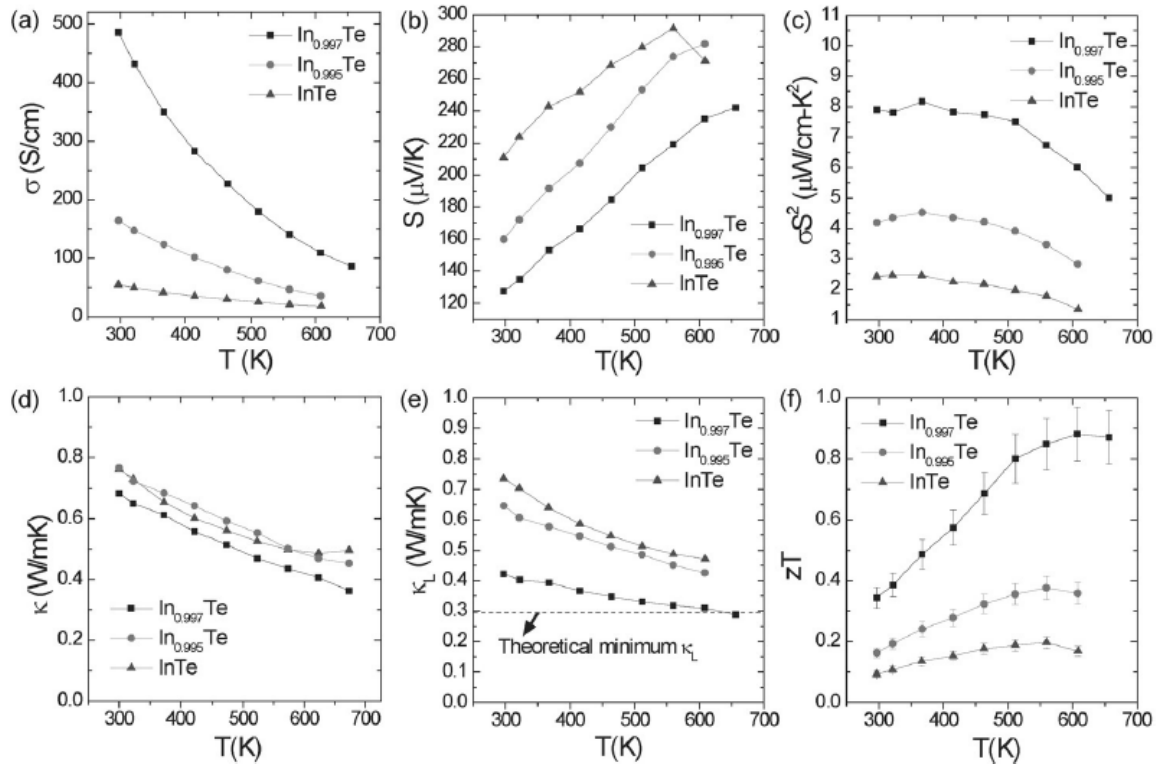 (a)
In0.997Te
In0.995Te
InTe
σ (S/cm)
500
400
300
200
100
0
300 400 500 600 700
T (K)
(b)
300
280
260
240
220
200
180
160
140
120
S (μV/K)
In0.997Te
In0.995Te
InTe
300 400 500 600 700
T(K)
(c)
11
10
9
8
7
6
5
4
3
2
1
0
σS² (μW/cm-K²)
In0.997Te
In0.995Te
InTe
300 400 500 600 700
T(K)
(d)
1.0
0.8
0.6
0.4
0.2
0.0
κ (W/mK)
In0.997Te
In0.995Te
InTe
300 400 500 600 700
T(K)
(e)
1.0
0.9
0.8
0.7
0.6
0.5
0.4
0.3
0.2
0.1
0.0
κL (W/mK)
In0.997Te
In0.995Te
InTe
Theoretical minimum κL
300 400 500 600 700
T(K)
(f)
1.0
0.8
0.6
0.4
0.2
0.0
zT
In0.997Te
In0.995Te
InTe
300 400 500 600 700
T(K)